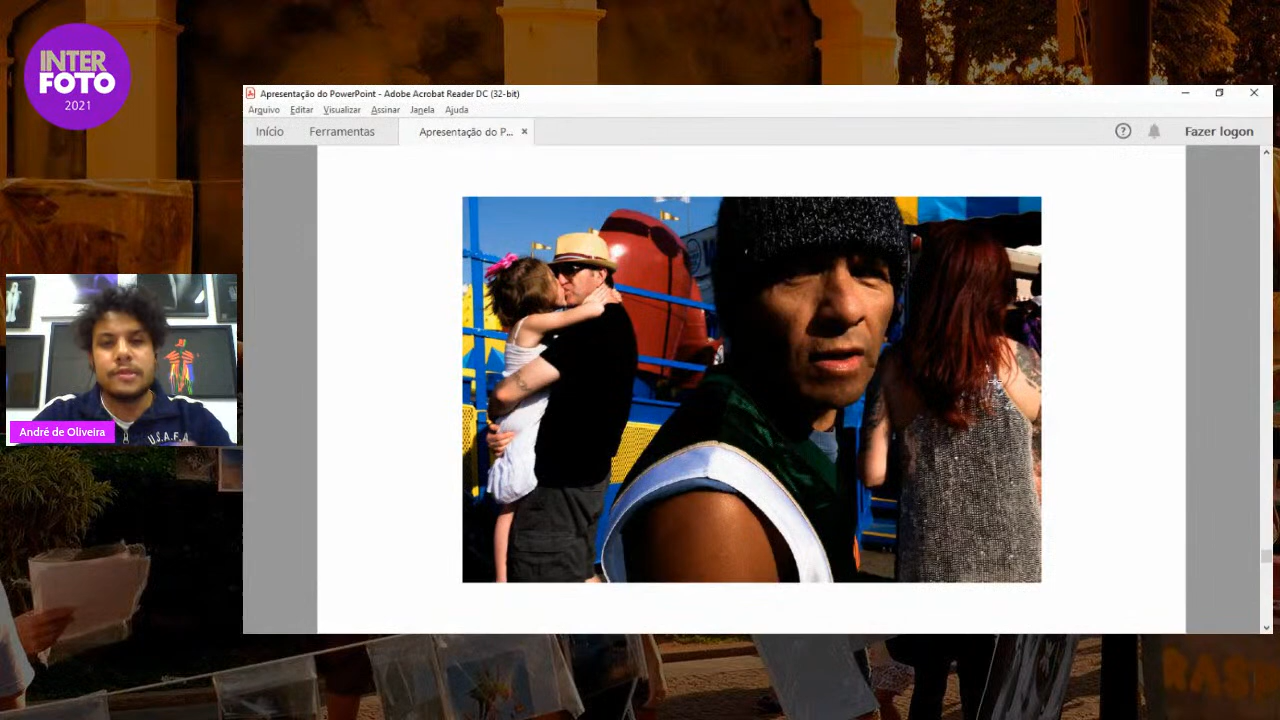 INTER
FOTO
2021
Apresentação do PowerPoint - Adobe Acrobat Reader DC (32-bit)
Arquivo Editar Visualizar Assinar Janela Ajuda
Início Ferramentas Apresentação do P... × Fazer logon
U.S.A.F.A
André de Oliveira